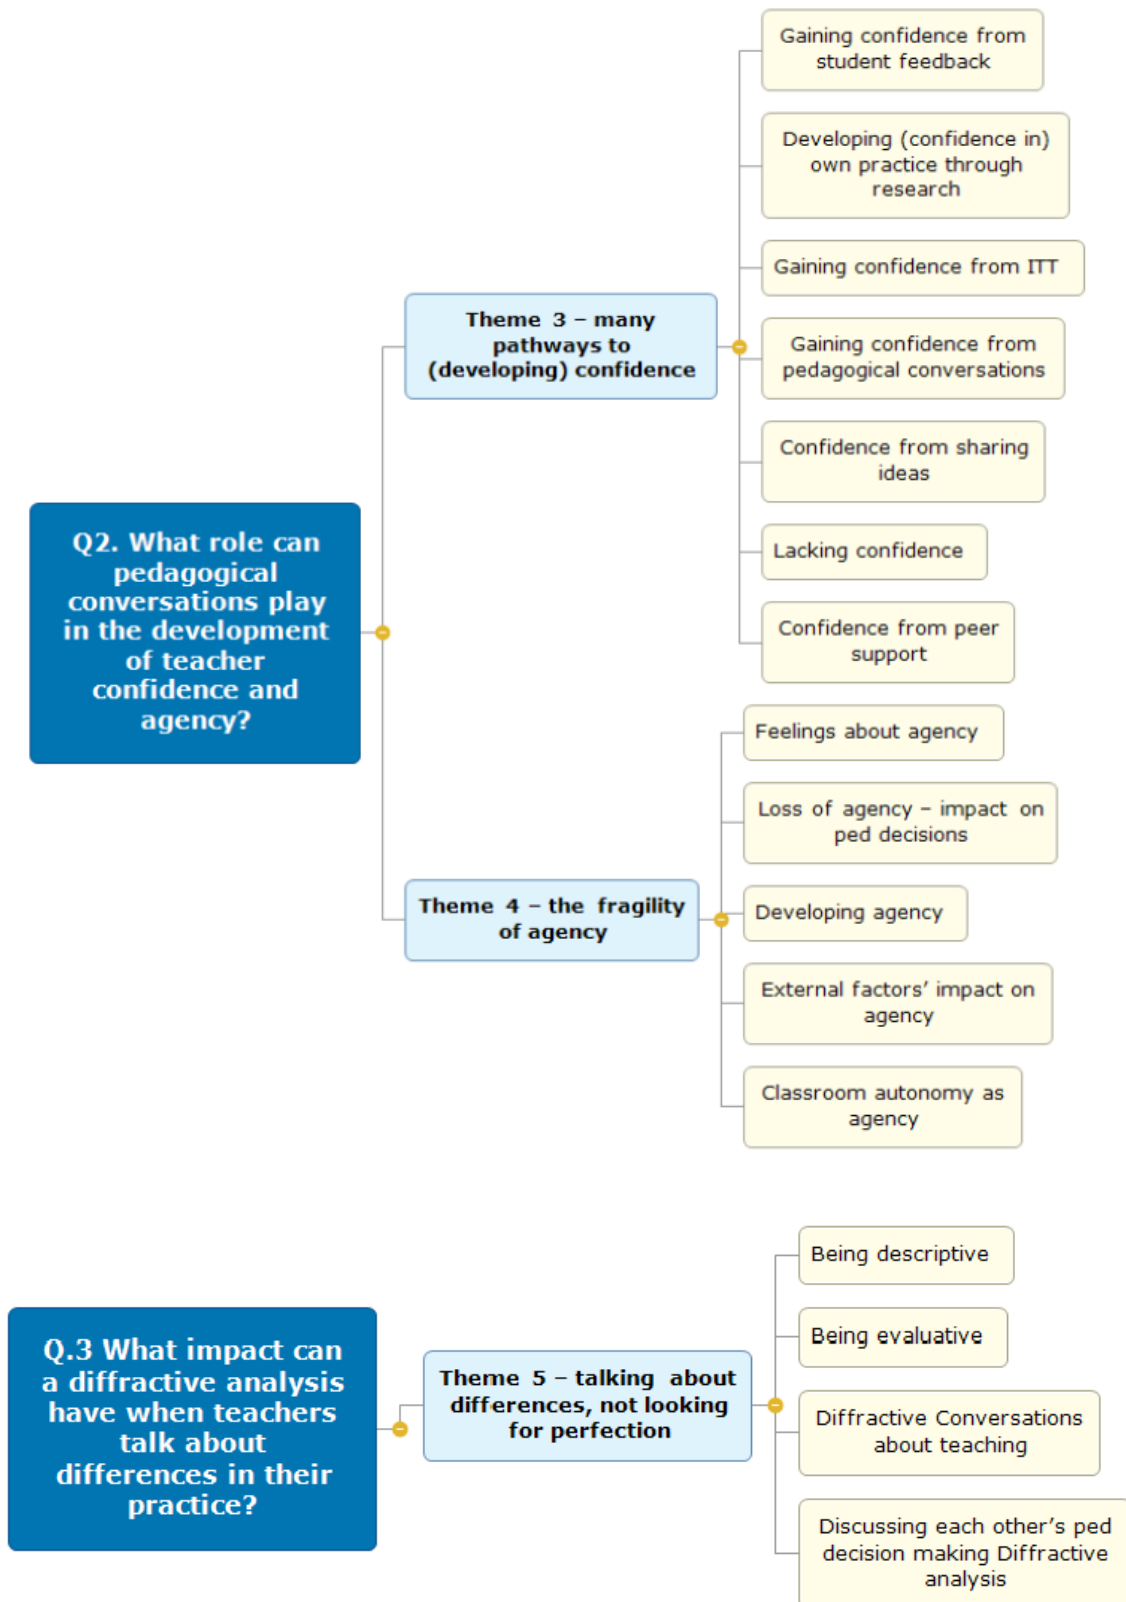 Q2. What role can
pedagogical
conversations play
in the development
of teacher
confidence and
agency?
Theme 3 – many
pathways to
(developing) confidence
Gaining confidence from
student feedback
Developing (confidence in)
own practice through
research
Gaining confidence from ITT
Gaining confidence from
pedagogical conversations
Confidence from sharing
ideas
Lacking confidence
Confidence from peer
support
Theme 4 – the fragility
of agency
Feelings about agency
Loss of agency – impact on
ped decisions
Developing agency
External factors’ impact on
agency
Classroom autonomy as
agency
Q.3 What impact can
a diffractive analysis
have when teachers
talk about
differences in their
practice?
Theme 5 – talking about
differences, not looking
for perfection
Being descriptive
Being evaluative
Diffractive Conversations
about teaching
Discussing each other’s ped
decision making Diffractive
analysis